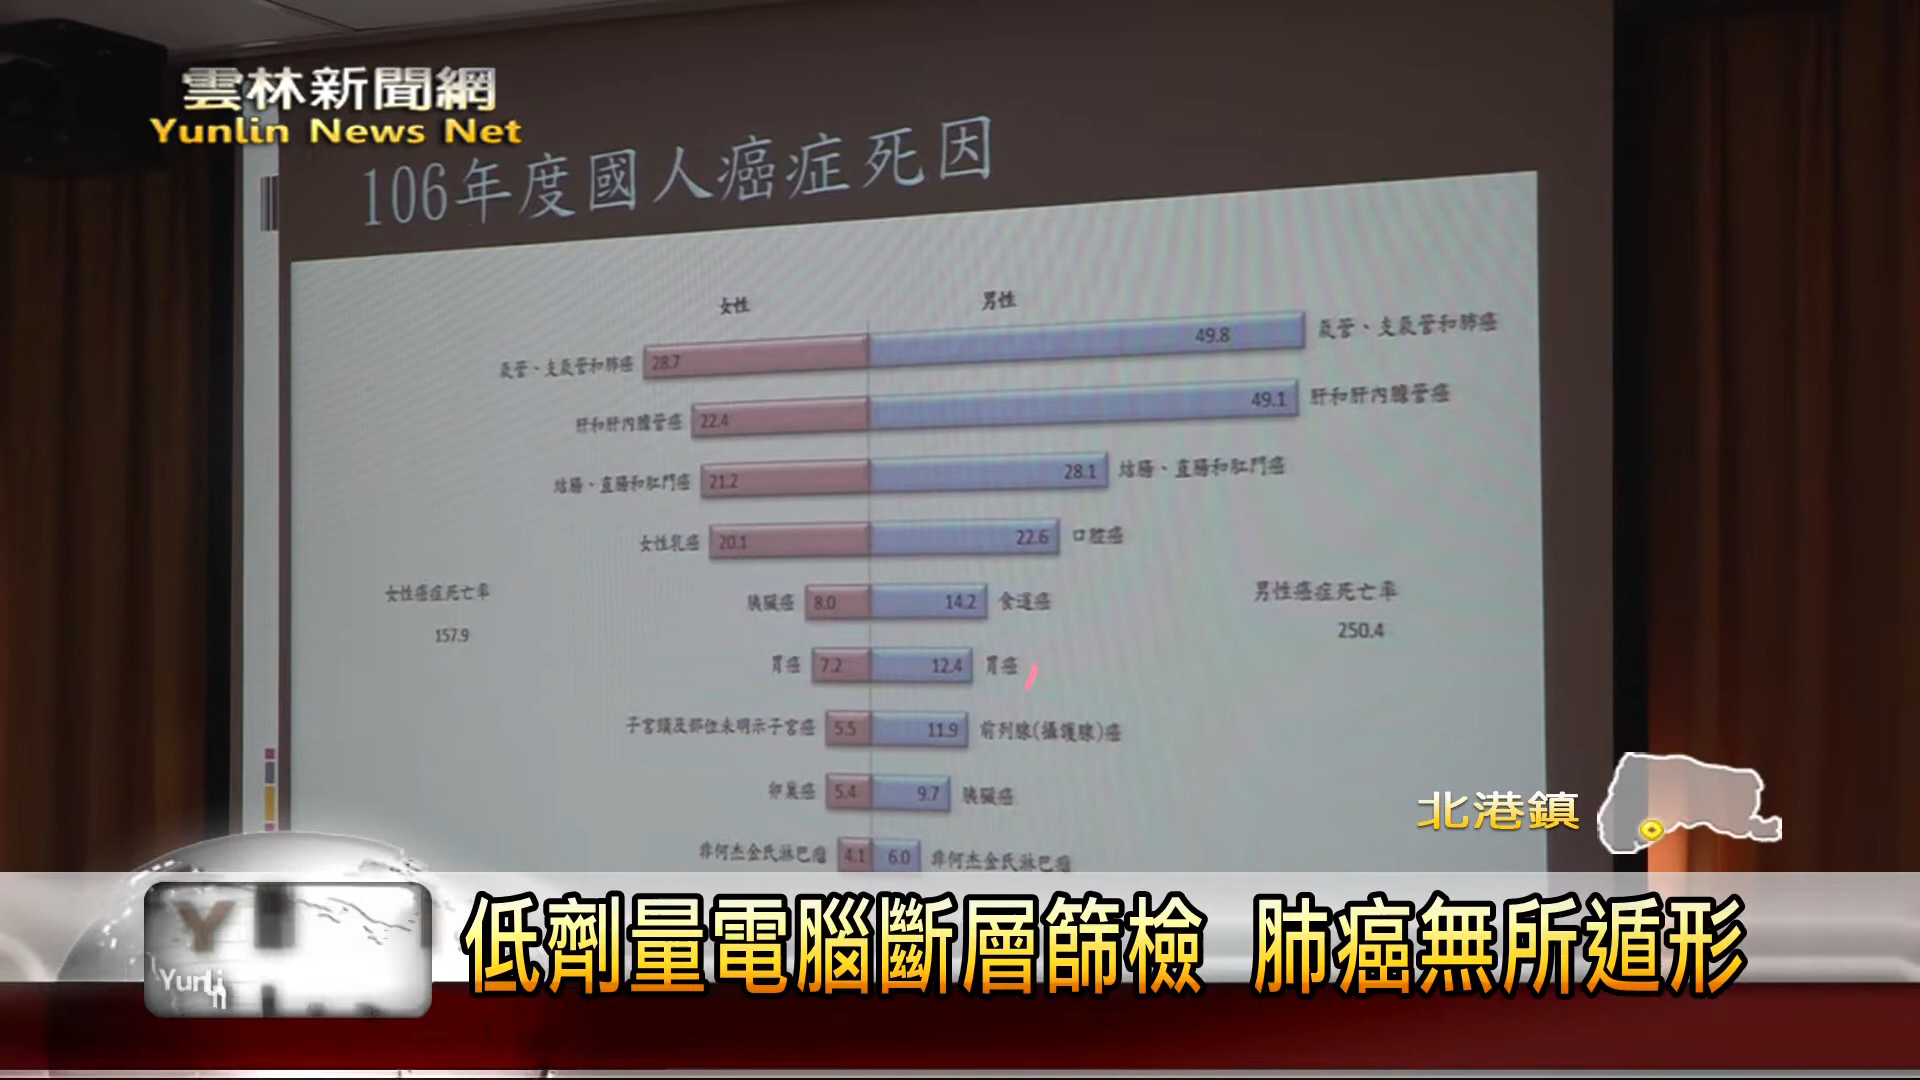 雲林新聞網
Yunlin News Net
106年度國人癌症死因
女性 男性
氣管、支氣管和肺癌 28.7 49.8 氣管、支氣管和肺癌
肝和肝內膽管癌 22.4 49.1 肝和肝內膽管癌
結腸、直腸和肛門癌 21.2 28.1 結腸、直腸和肛門癌
女性乳癌 20.1 22.6 口腔癌
女性癌症死亡率 男性癌症死亡率
胰臟癌 8.0 14.2 食道癌
157.9 250.4
胃癌 7.2 12.4 胃癌
子宮頸及部位未明示子宮癌 5.5 11.9 前列腺(攝護腺)癌
卵巢癌 5.4 9.7 胰臟癌
非何杰金氏淋巴瘤 4.1 6.0 非何杰金氏淋巴瘤
北港鎮
Y
Yunlin
低劑量電腦斷層篩檢 肺癌無所遁形